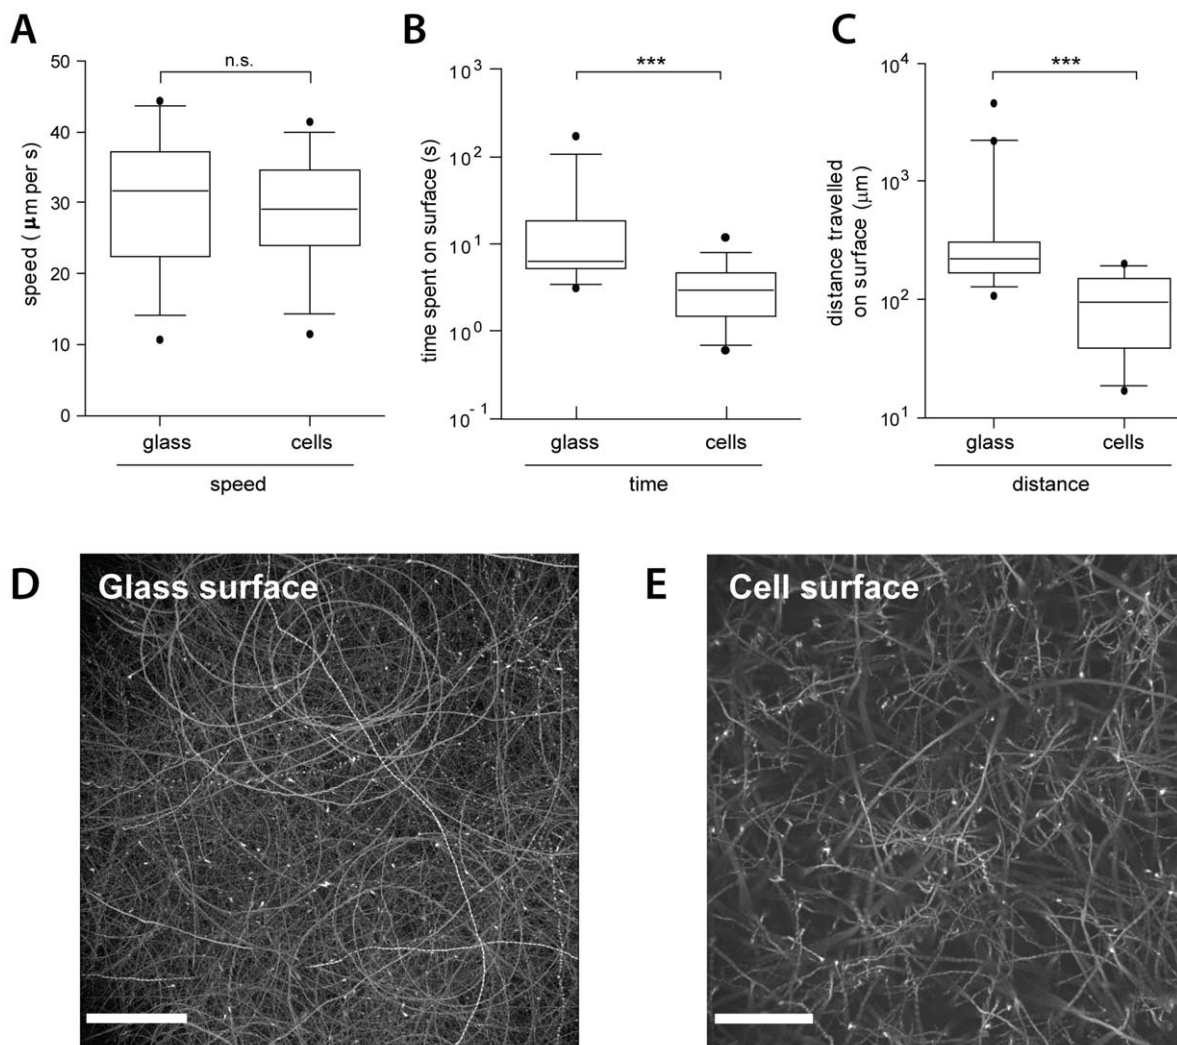 A
B
C
n.s.
***
***
speed (μm per s)
50
40
30
20
10
0
glass
cells
speed
time spent on surface (s)
10³
10²
10¹
10⁰
10⁻¹
glass
cells
time
distance travelled
on surface (μm)
10⁴
10³
10²
10¹
glass
cells
distance
D
Glass surface
E
Cell surface